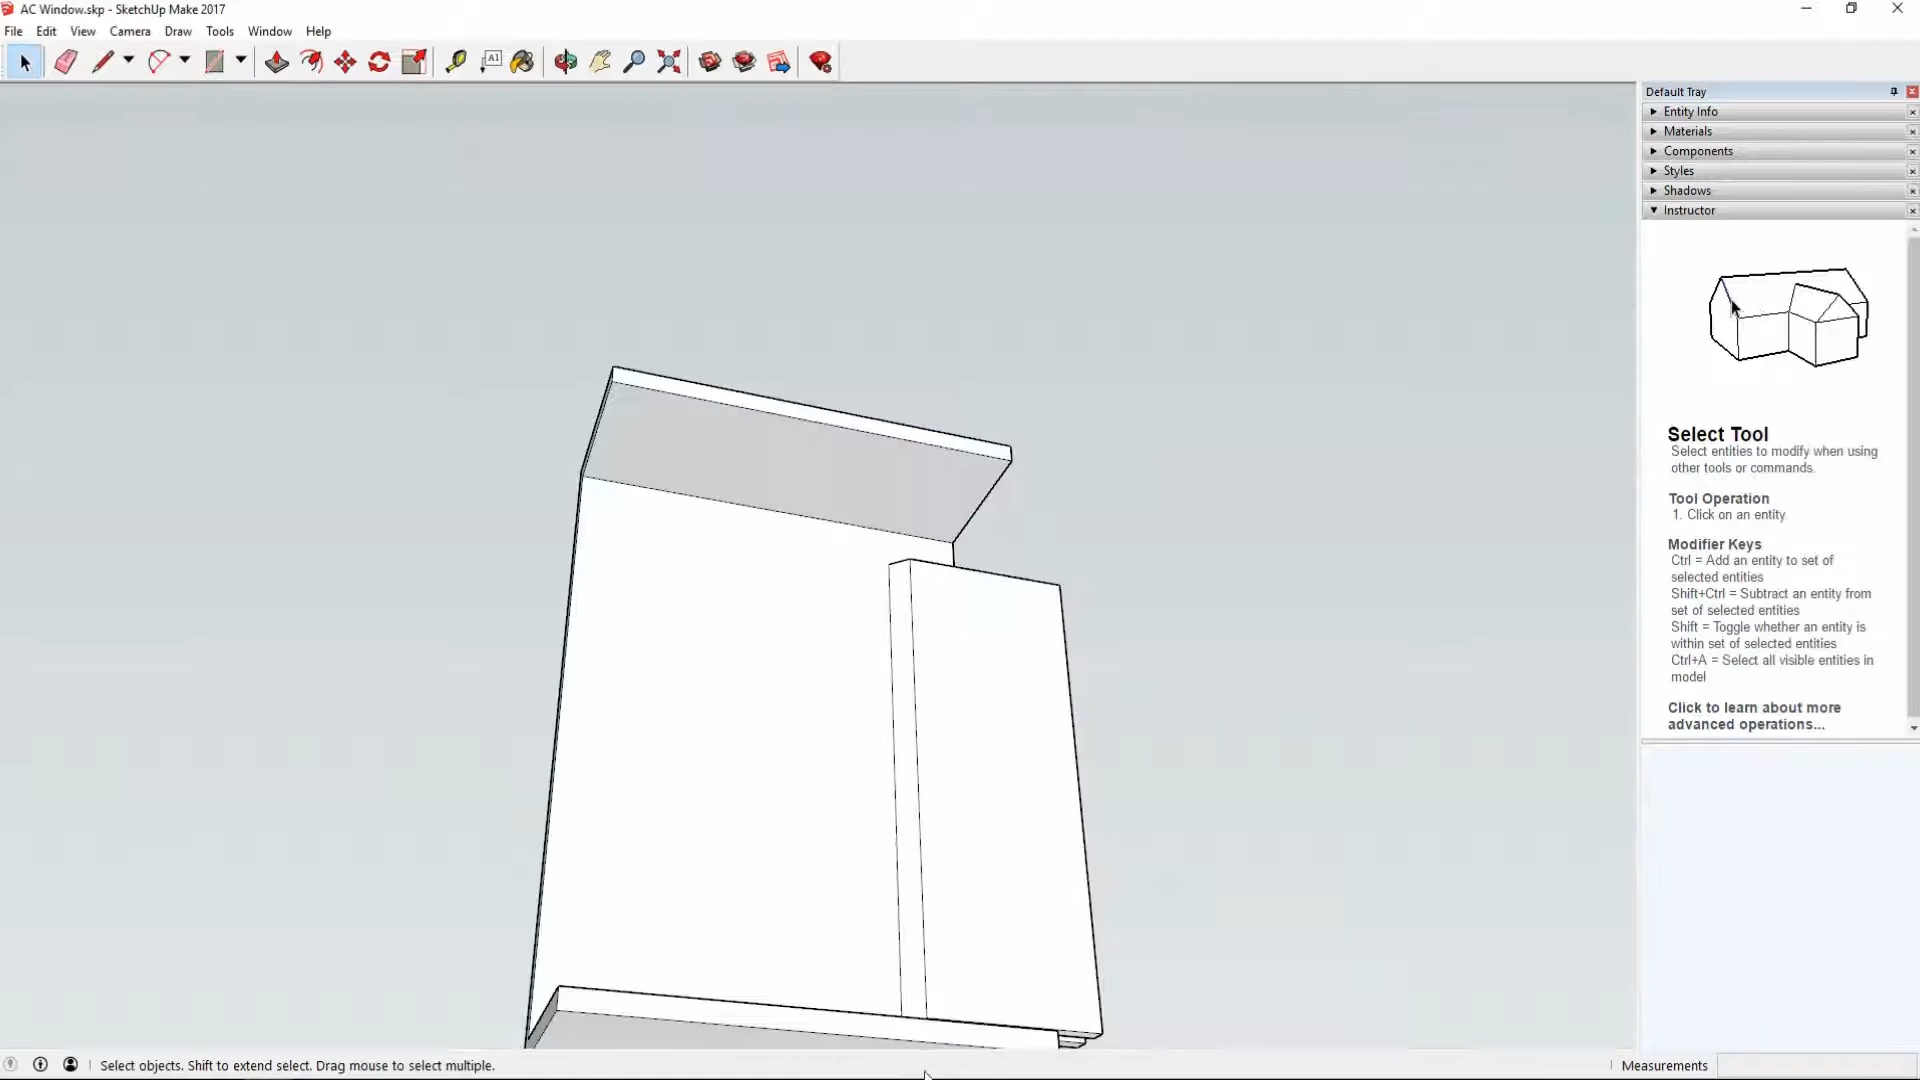 AC Window.skp - SketchUp Make 2017
File Edit View Camera Draw Tools Window Help
A1
Default Tray
Entity Info
Materials
Components
Styles
Shadows
Instructor
Select Tool
Select entities to modify when using
other tools or commands.
Tool Operation
1. Click on an entity.
Modifier Keys
Ctrl = Add an entity to set of
selected entities
Shift+Ctrl = Subtract an entity from
set of selected entities
Shift = Toggle whether an entity is
within set of selected entities
Ctrl+A = Select all visible entities in
model
Click to learn about more
advanced operations...
Select objects. Shift to extend select. Drag mouse to select multiple.
Measurements